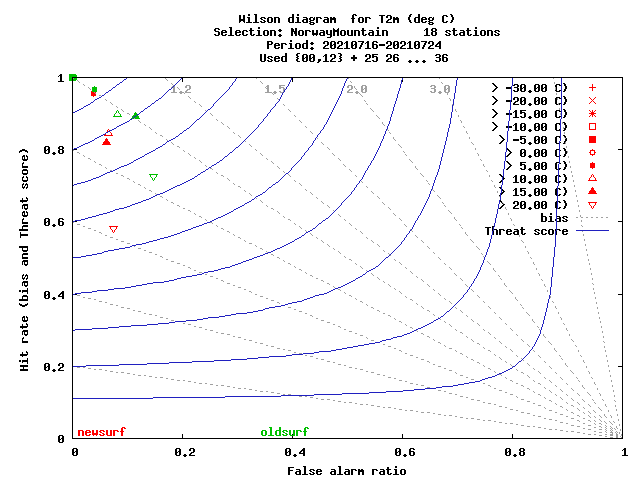 Wilson diagram  for T2m (deg C)
Selection: NorwayMountain     18 stations
Period: 20210716-20210724
Used {00,12} + 25 26 ... 36
1.2 1.5 2.0 3.0
> -30.00 C)
> -20.00 C)
> -15.00 C)
> -10.00 C)
> -5.00 C)
> 0.00 C)
> 5.00 C)
> 10.00 C)
> 15.00 C)
> 20.00 C)
bias
Threat score
1
0.8
0.6
0.4
0.2
0
Hit rate (bias and Threat score)
newsurf oldsurf
0 0.2 0.4 0.6 0.8 1
False alarm ratio